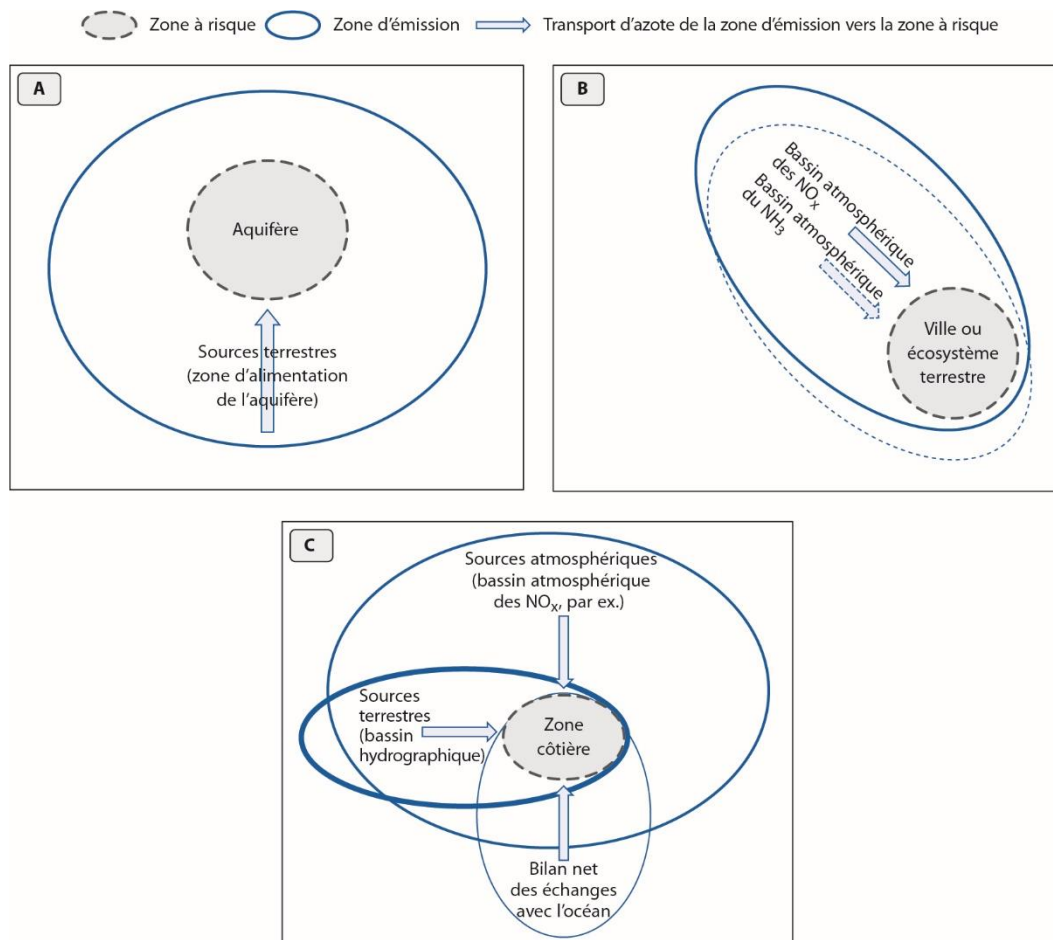 Zone à risque
Zone d'émission
Transport d'azote de la zone d'émission vers la zone à risque
A
Aquifère
Sources terrestres
(zone d'alimentation
de l'aquifère)
B
Bassin atmosphérique
des NOx
Bassin atmosphérique
du NH3
Ville ou
écosystème
terrestre
C
Sources atmosphériques
(bassin atmosphérique
des NOx, par ex.)
Sources
terrestres
(bassin
hydrographique)
Zone
côtière
Bilan net
des échanges
avec l'océan